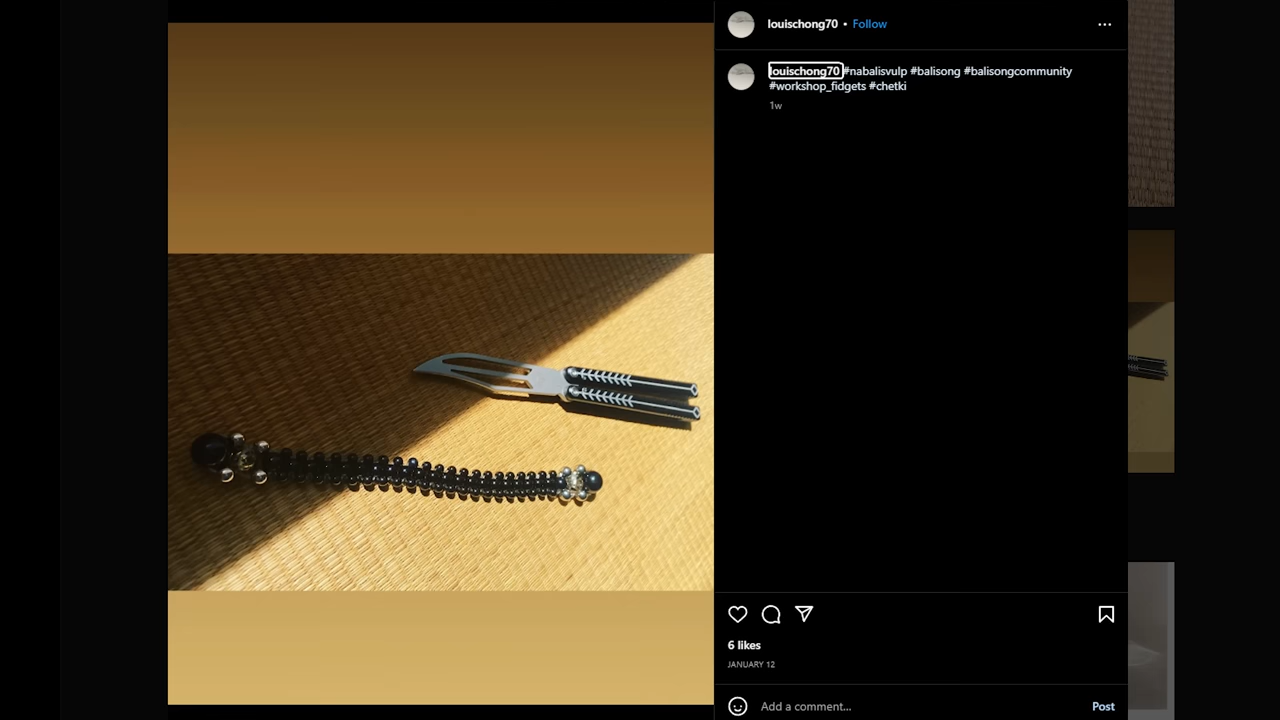 louischong70 • Follow
louischong70 #nabalisvulp #balisong #balisongcommunity
#workshop_fidgets #chetki
1w
6 likes
JANUARY 12
Add a comment...
Post